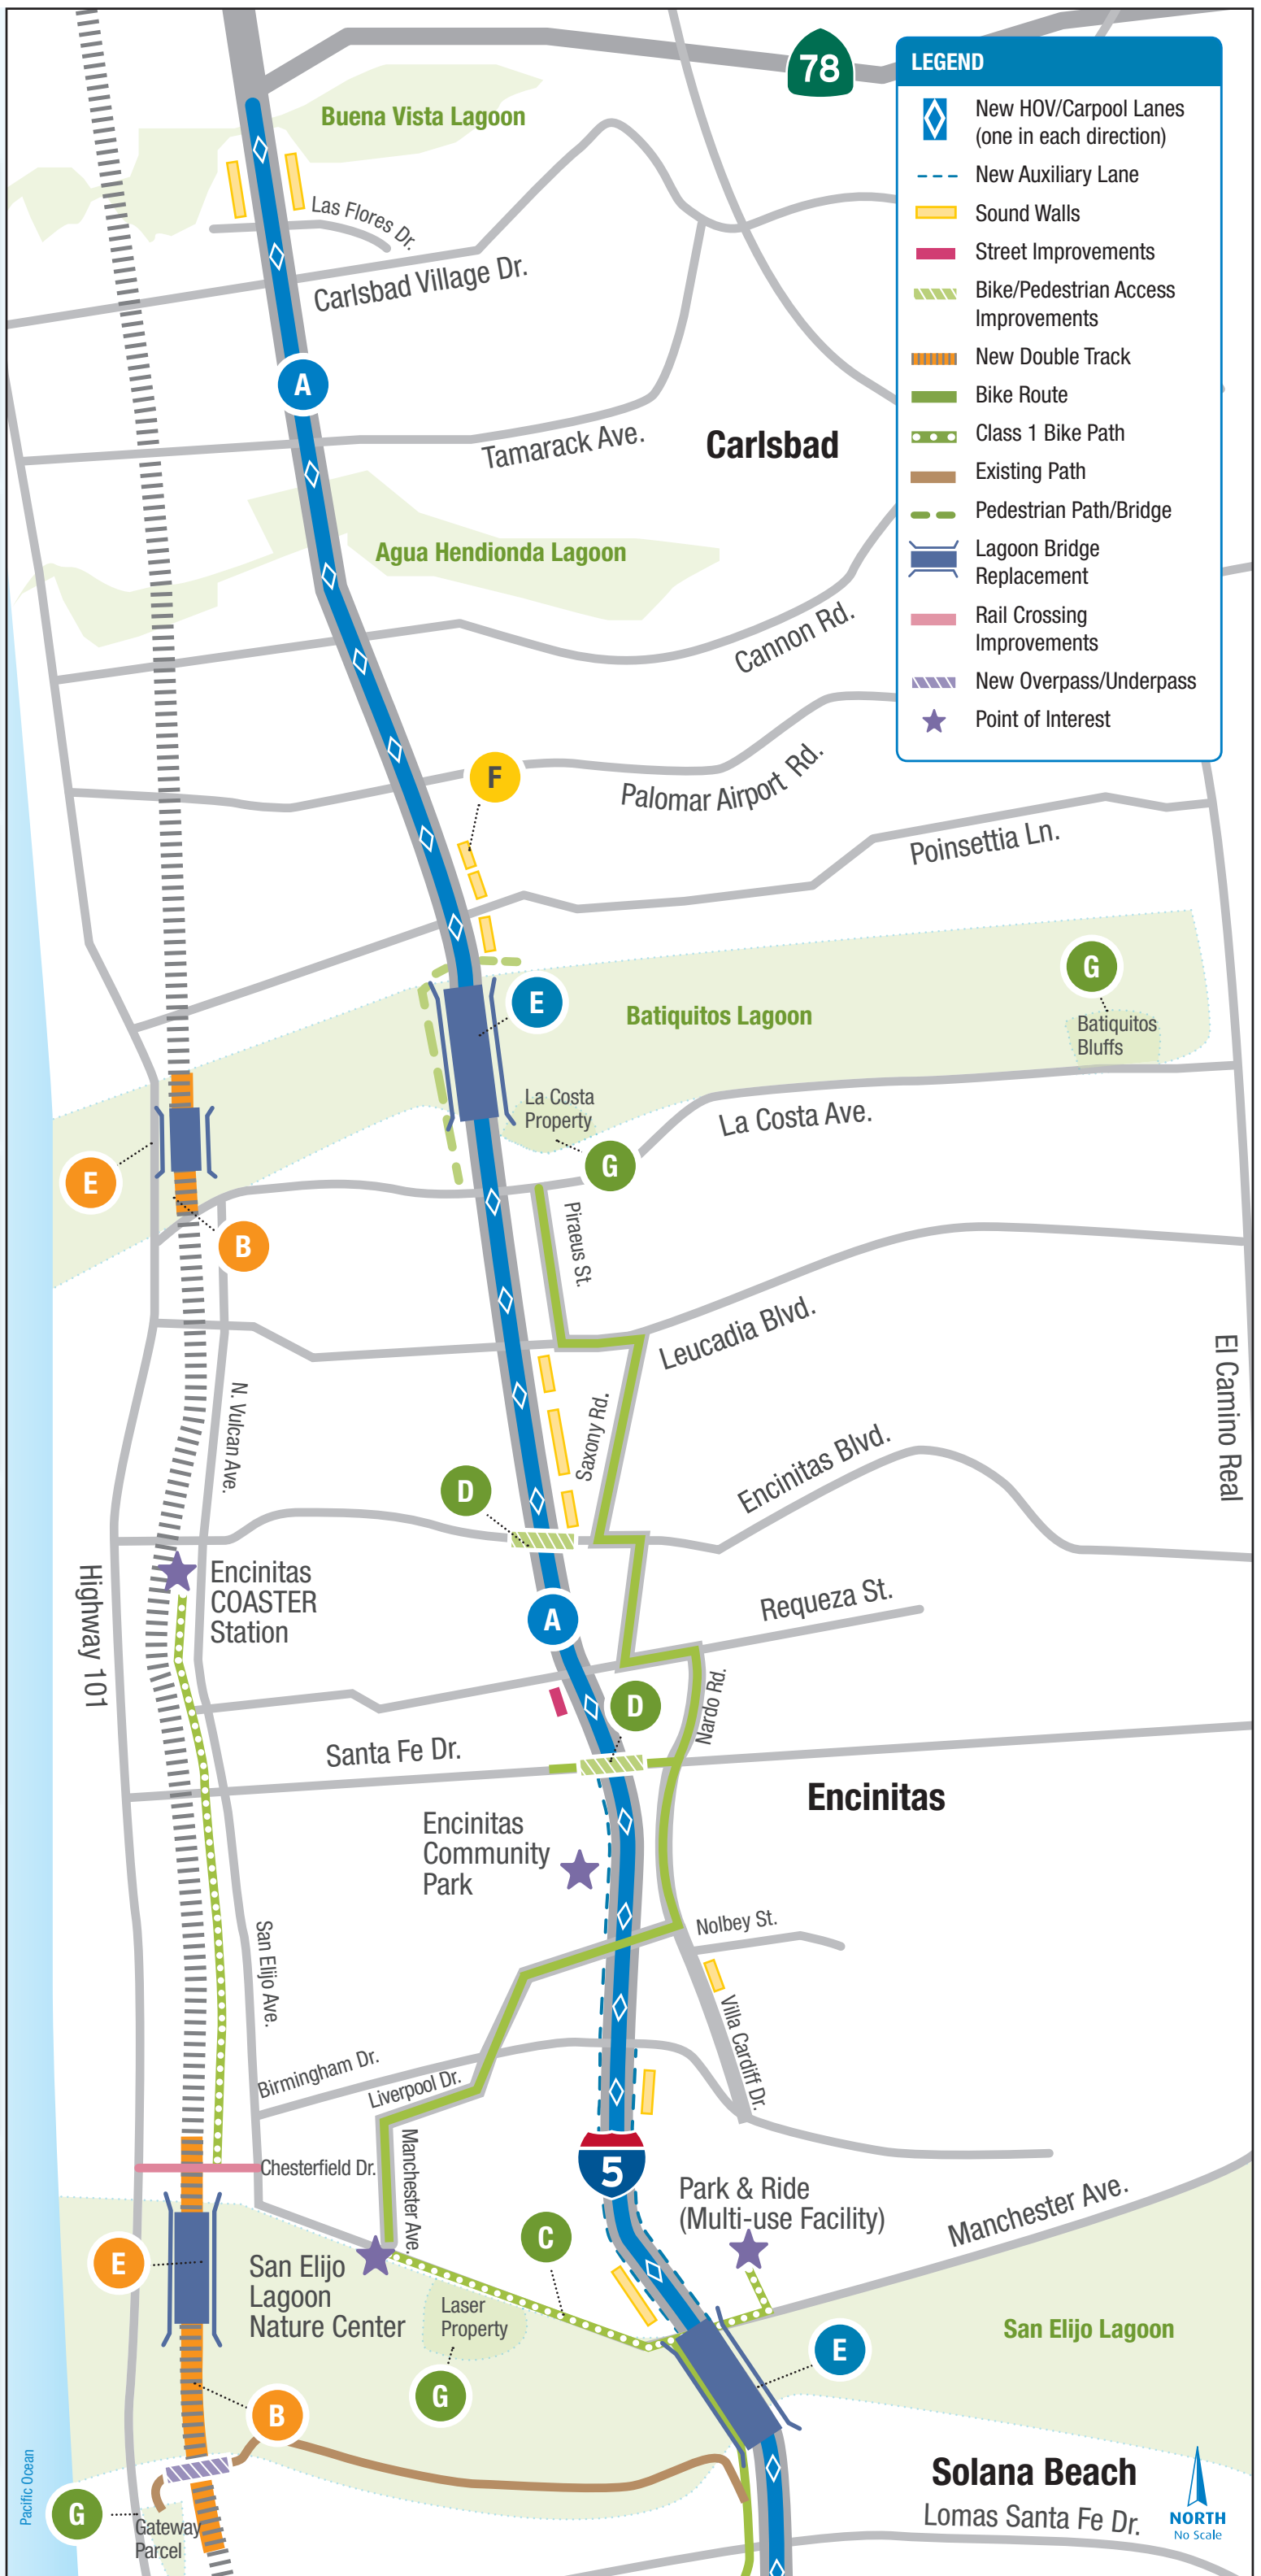 78
LEGEND
New HOV/Carpool Lanes
(one in each direction)
New Auxiliary Lane
Sound Walls
Street Improvements
Bike/Pedestrian Access
Improvements
New Double Track
Bike Route
Class 1 Bike Path
Existing Path
Pedestrian Path/Bridge
Lagoon Bridge
Replacement
Rail Crossing
Improvements
New Overpass/Underpass
Point of Interest
Buena Vista Lagoon
Las Flores Dr.
Carlsbad Village Dr.
A
Tamarack Ave.
Carlsbad
Agua Hendionda Lagoon
Cannon Rd.
F
Palomar Airport Rd.
Poinsettia Ln.
G
Batiquitos
Bluffs
E
Batiquitos Lagoon
La Costa
Property
La Costa Ave.
G
E
B
Piraeus St.
Leucadia Blvd.
El Camino Real
N. Vulcan Ave.
Saxony Rd.
Encinitas Blvd.
D
Highway 101
Encinitas
COASTER
Station
A
Requeza St.
D
Nardo Rd.
Santa Fe Dr.
Encinitas
Encinitas
Community
Park
Nolbey St.
San Elijo Ave.
Villa Cardiff Dr.
Birmingham Dr.
Liverpool Dr.
5
Chesterfield Dr.
Manchester Ave.
Park & Ride
(Multi-use Facility)
Manchester Ave.
C
E
San Elijo
Lagoon
Nature Center
Laser
Property
G
San Elijo Lagoon
E
B
Pacific Ocean
Solana Beach
G
Gateway
Parcel
Lomas Santa Fe Dr.
NORTH
No Scale